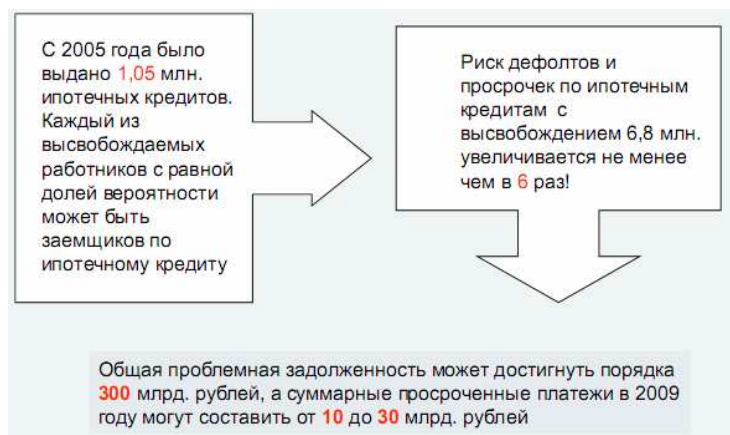 С 2005 года было
выдано 1,05 млн.
ипотечных кредитов.
Каждый из
высвобождаемых
работников с равной
долей вероятности
может быть
заемщиков по
ипотечному кредиту
Риск дефолтов и
просрочек по ипотечным
кредитам с
высвобождением 6,8 млн.
увеличивается не менее
чем в 6 раз!
Общая проблемная задолженность может достигнуть порядка
300 млрд. рублей, а суммарные просроченные платежи в 2009
году могут составить от 10 до 30 млрд. рублей